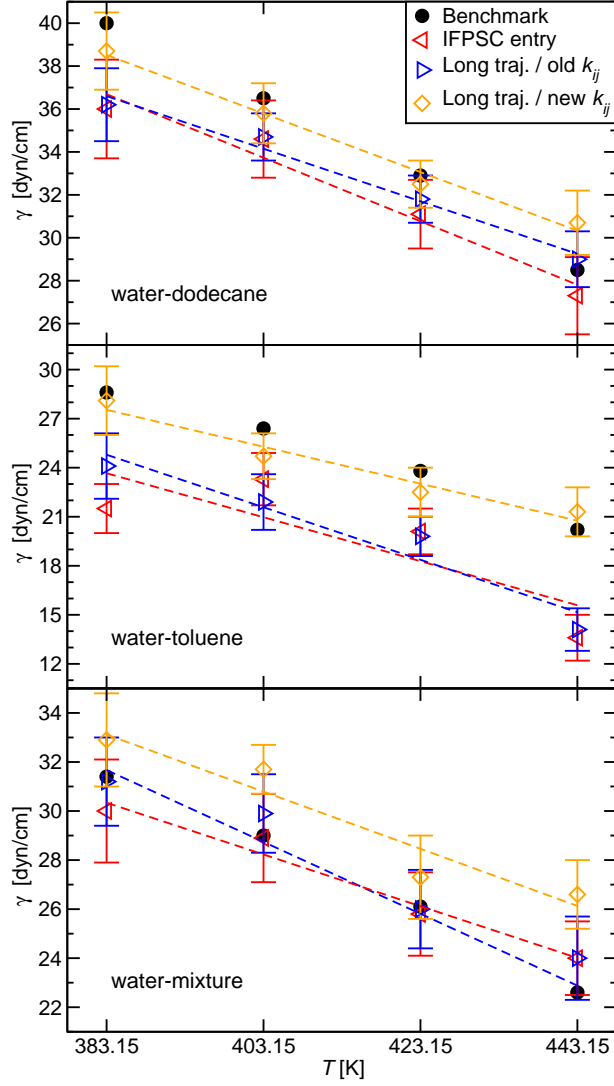 Benchmark
IFPSC entry
Long traj. / old k_ij
Long traj. / new k_ij
40
38
36
34
32
30
28
26
γ [dyn/cm]
water-dodecane
30
27
24
21
18
15
12
γ [dyn/cm]
water-toluene
34
32
30
28
26
24
22
γ [dyn/cm]
water-mixture
383.15 403.15 423.15 443.15
T [K]